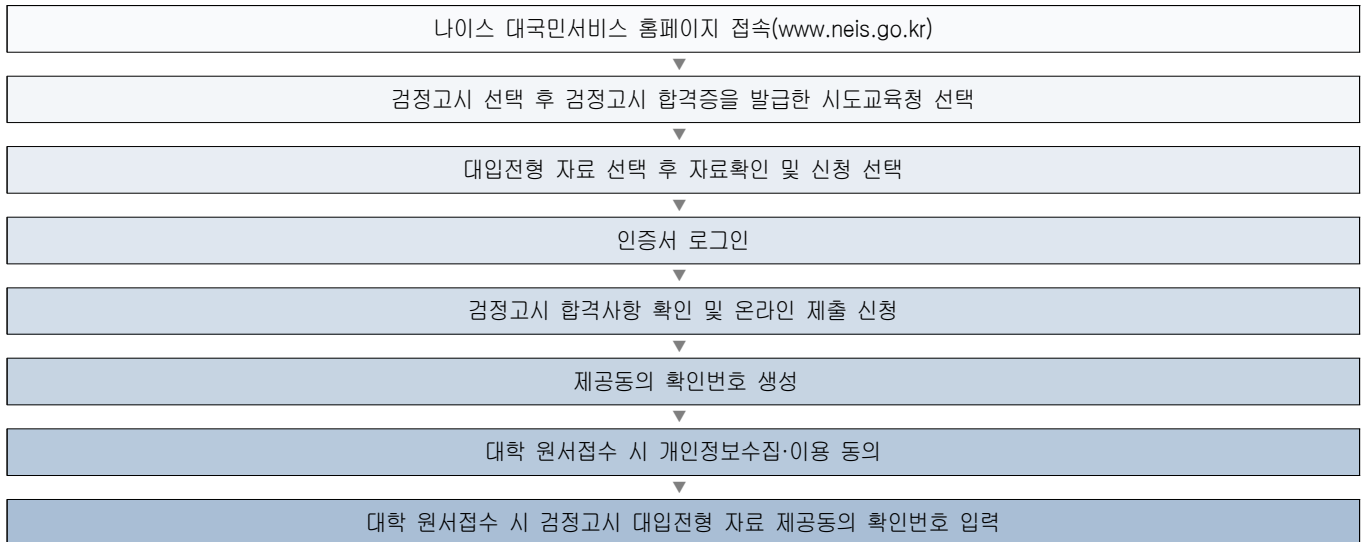 나이스 대국민서비스 홈페이지 접속(www.neis.go.kr)
▼
검정고시 선택 후 검정고시 합격증을 발급한 시도교육청 선택
▼
대입전형 자료 선택 후 자료확인 및 신청 선택
▼
인증서 로그인
▼
검정고시 합격사항 확인 및 온라인 제출 신청
▼
제공동의 확인번호 생성
▼
대학 원서접수 시 개인정보수집·이용 동의
▼
대학 원서접수 시 검정고시 대입전형 자료 제공동의 확인번호 입력